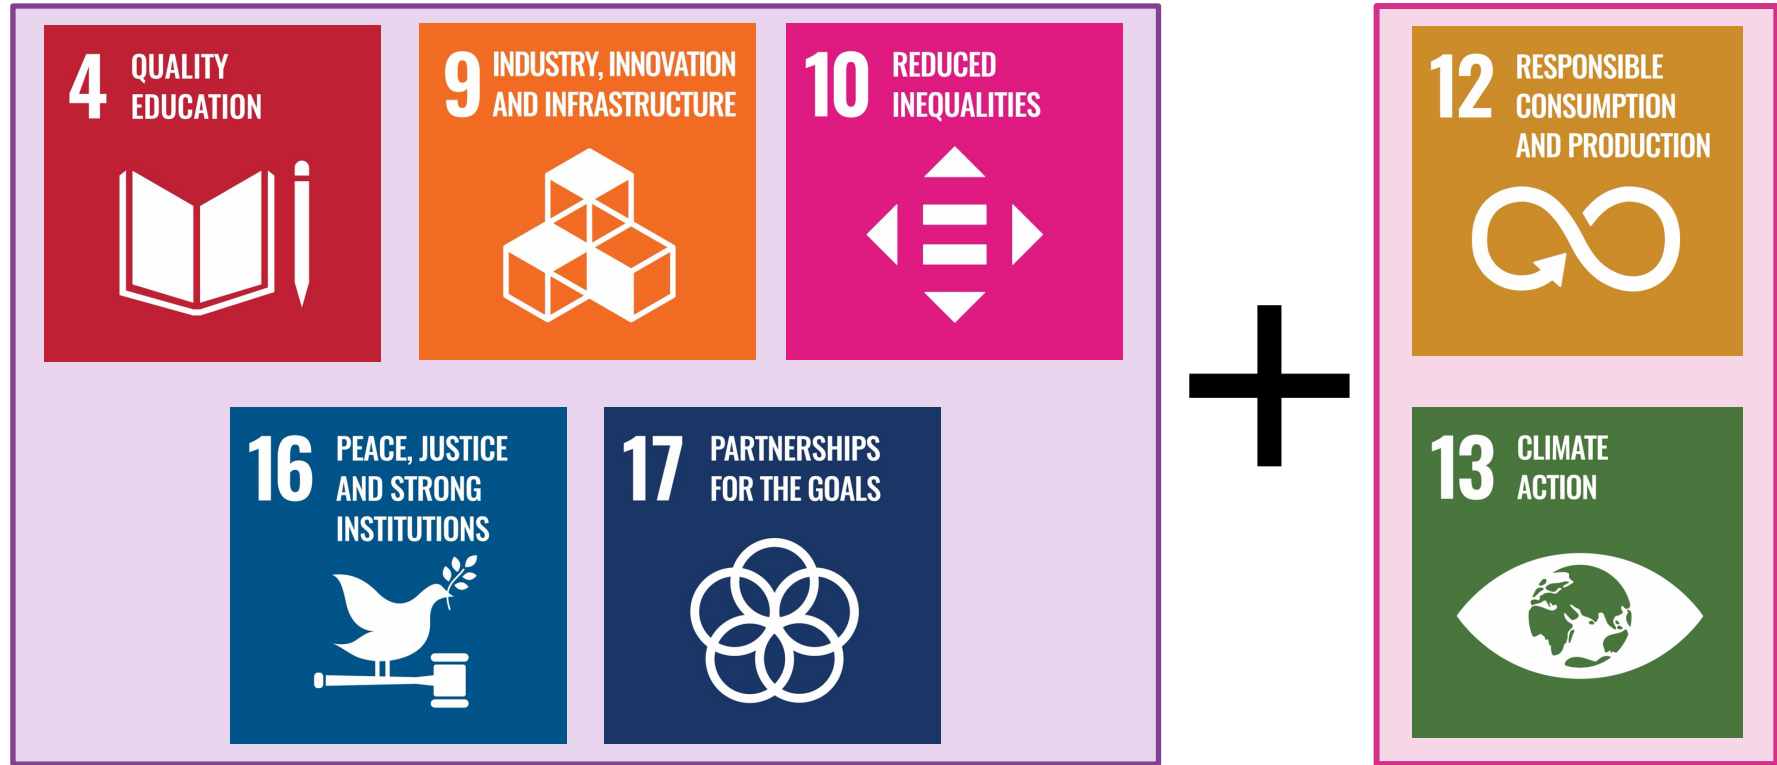 4 QUALITY
EDUCATION
9 INDUSTRY, INNOVATION
AND INFRASTRUCTURE
10 REDUCED
INEQUALITIES
16 PEACE, JUSTICE
AND STRONG
INSTITUTIONS
17 PARTNERSHIPS
FOR THE GOALS
12 RESPONSIBLE
CONSUMPTION
AND PRODUCTION
13 CLIMATE
ACTION